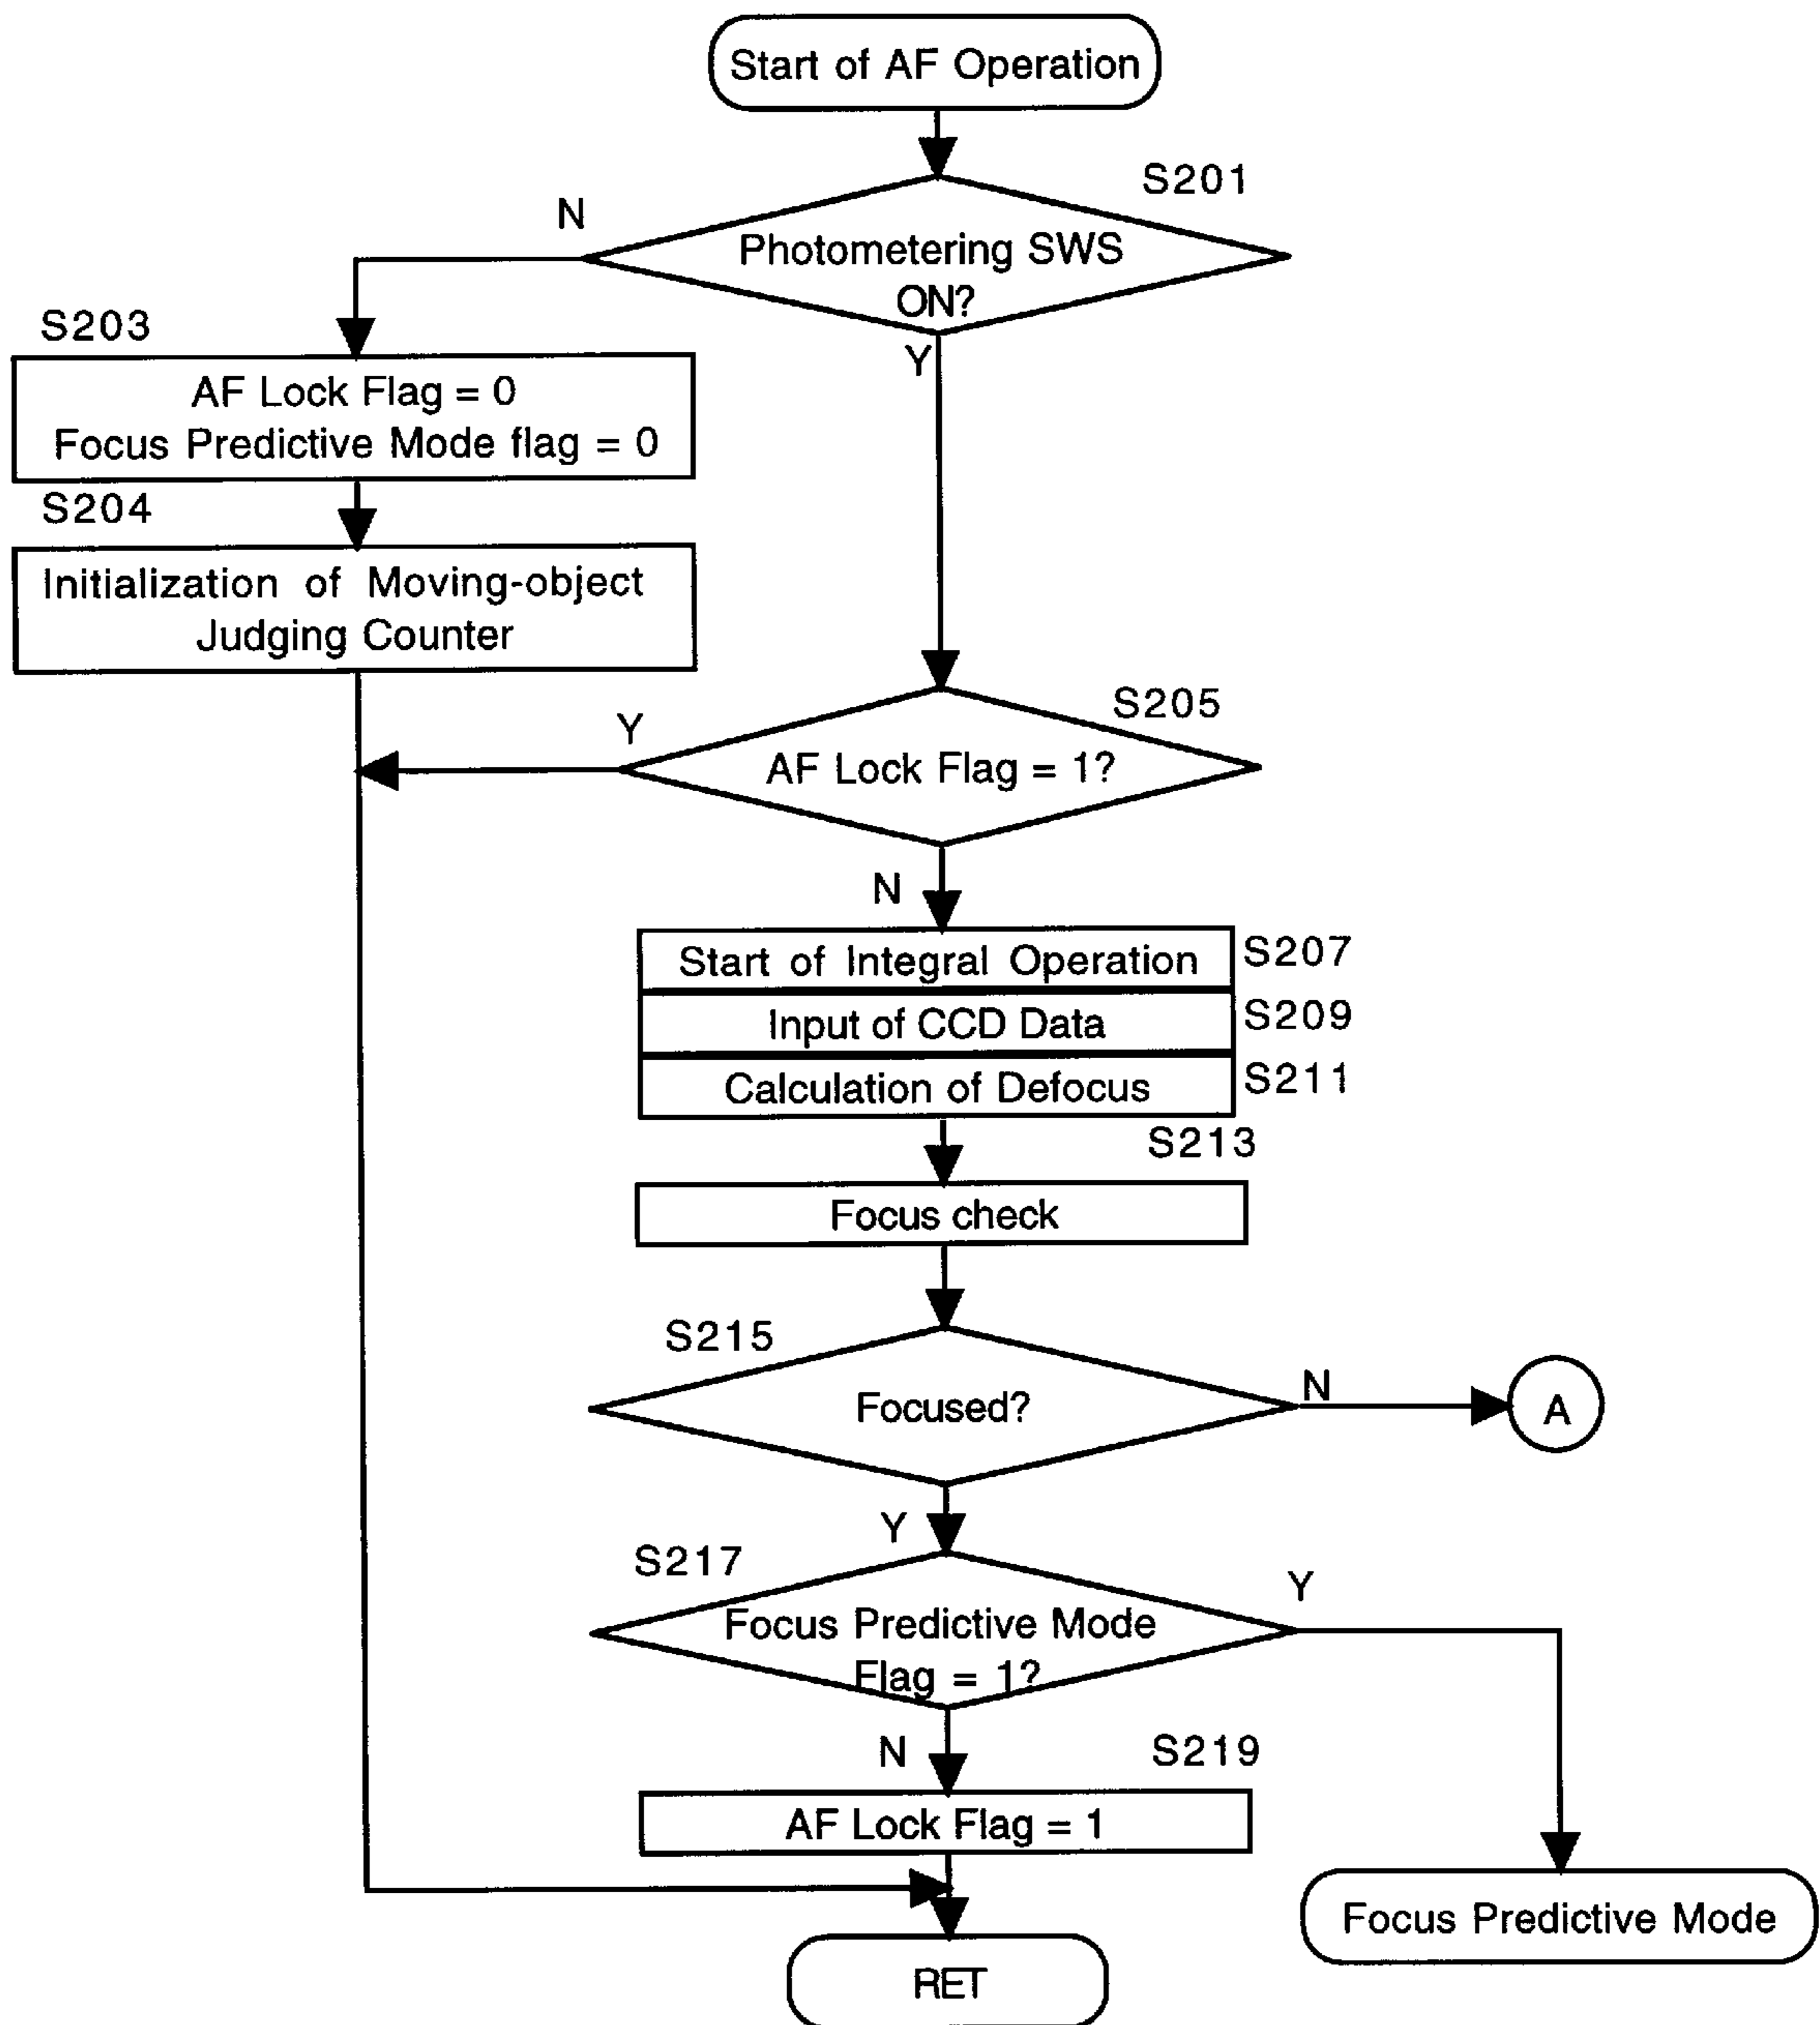 Start of AF Operation
S201
N
Photometering SWS
ON?
Y
S203
AF Lock Flag = 0
Focus Predictive Mode flag = 0
S204
Initialization of Moving-object
Judging Counter
S205
Y
AF Lock Flag = 1?
N
Start of Integral Operation
S207
Input of CCD Data
S209
Calculation of Defocus
S211
S213
Focus check
S215
Focused?
N
A
Y
S217
Y
Focus Predictive Mode
Flag = 1?
N
S219
AF Lock Flag = 1
Focus Predictive Mode
RET